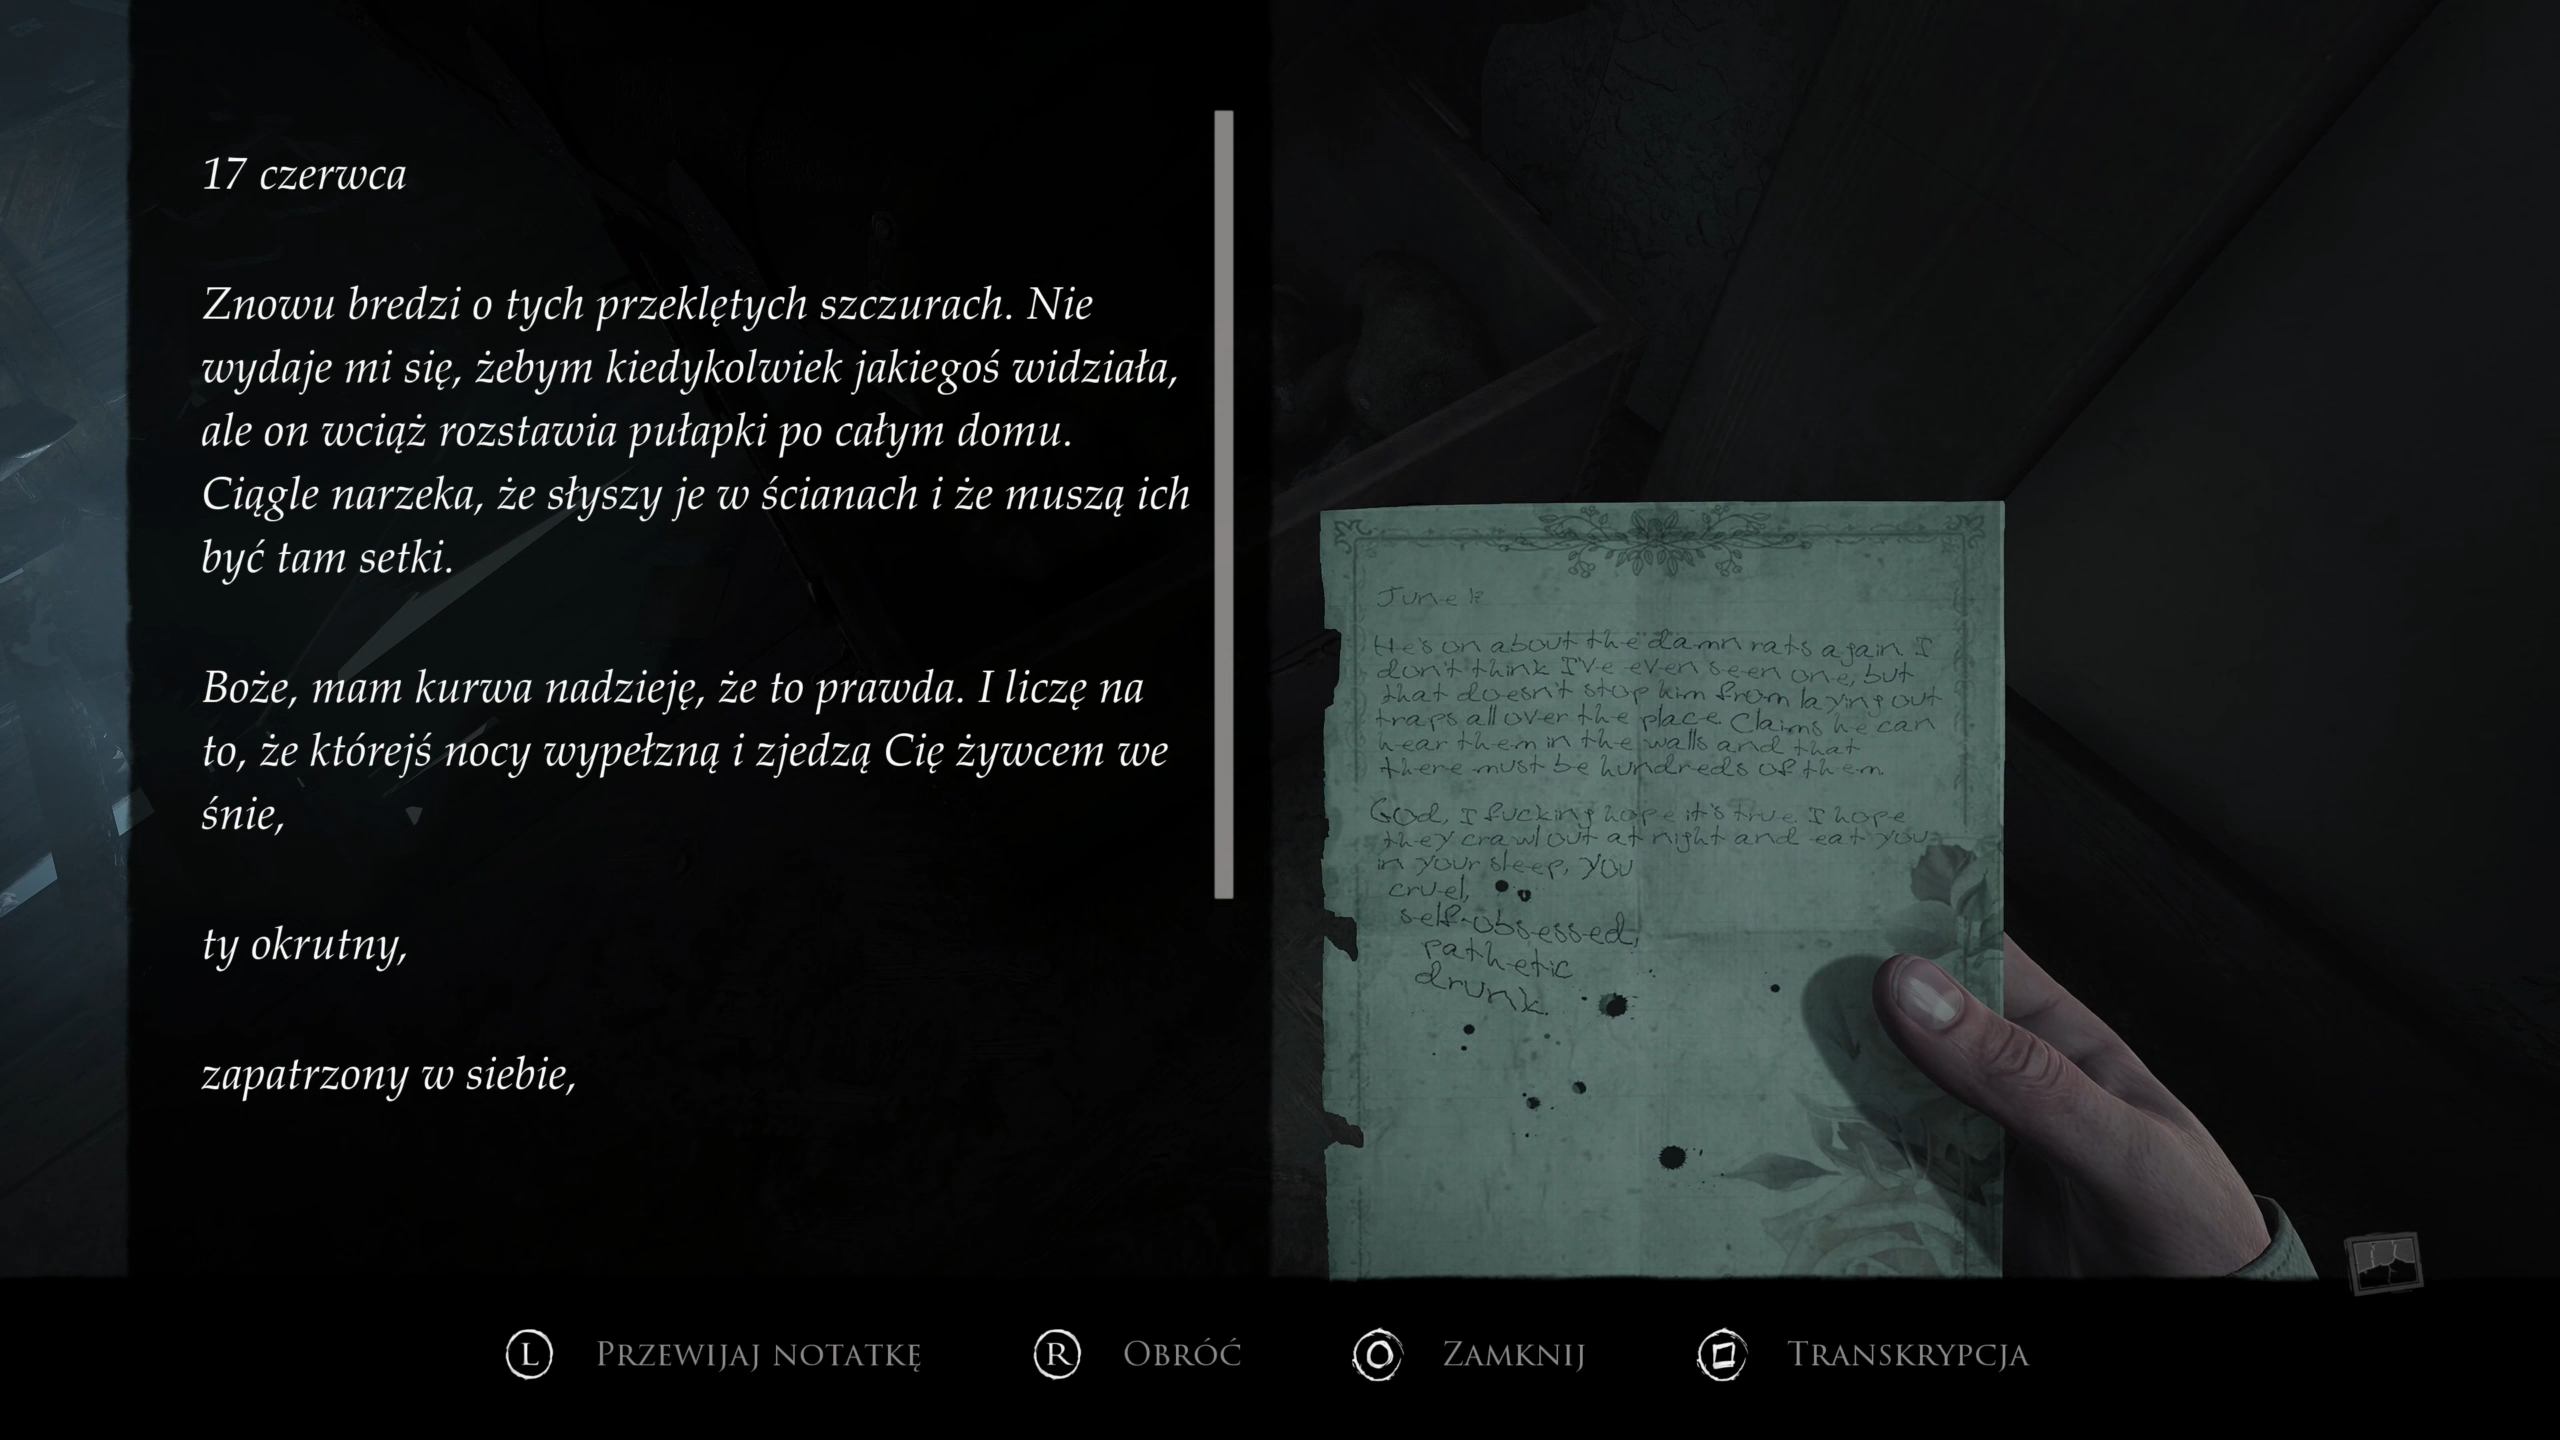 17 czerwca
Znowu bredzi o tych przeklętych szczurach. Nie
wydaje mi się, żebym kiedykolwiek jakiegoś widziała,
ale on wciąż rozstawia pułapki po całym domu.
Ciągle narzeka, że słyszy je w ścianach i że muszą ich
być tam setki.
Boże, mam kurwa nadzieję, że to prawda. I liczę na
to, że którejś nocy wypełzną i zjedzą Cię żywcem we
śnie,
ty okrutny,
zapatrzony w siebie,
June
He's on about the damn rats again. I
don't think I've even seen one, but
that doesn't stop him from laying out
traps all over the place. Claims he can
hear them in the walls and that
there must be hundreds of them.
God, I fucking hope it's true. I hope
they crawl out at night and eat you
in your sleep, you
cruel,
self-obsessed,
pathetic
drunk.
L PRZEWIJAJ NOTATKĘ
R OBRÓĆ
ZAMKNIJ
TRANSKRYPCJA